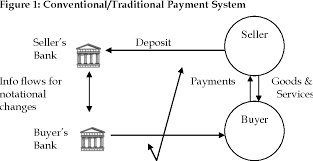 Figure 1: Conventional/Traditional Payment System
Seller's
Bank
Deposit
Seller
Info flows for
notational
changes
Payments
Goods &
Services
Buyer's
Bank
Buyer